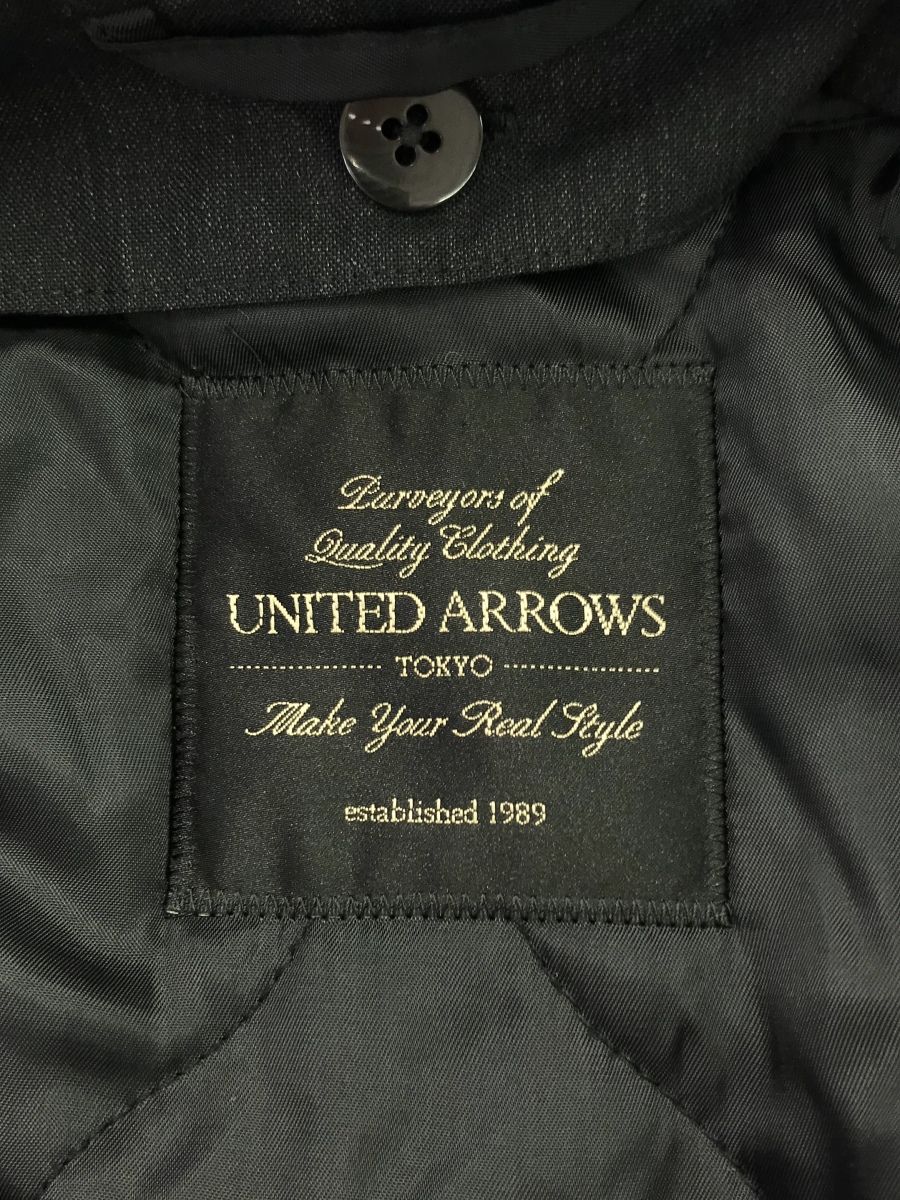 Purveyors of
Quality Clothing
UNITED ARROWS
TOKYO
Make Your Real Style
established 1989